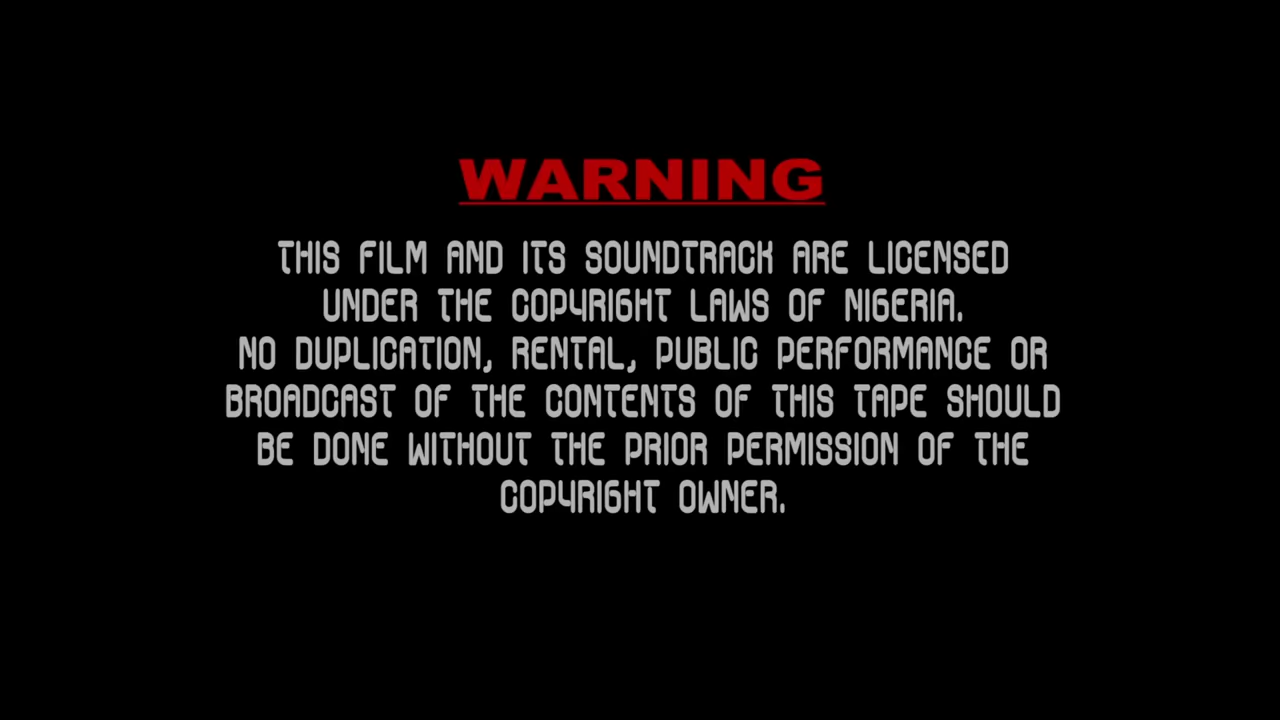 WARNING
THIS FILM AND ITS SOUNDTRACK ARE LICENSED
UNDER THE COPYRIGHT LAWS OF NIGERIA.
NO DUPLICATION, RENTAL, PUBLIC PERFORMANCE OR
BROADCAST OF THE CONTENTS OF THIS TAPE SHOULD
BE DONE WITHOUT THE PRIOR PERMISSION OF THE
COPYRIGHT OWNER.